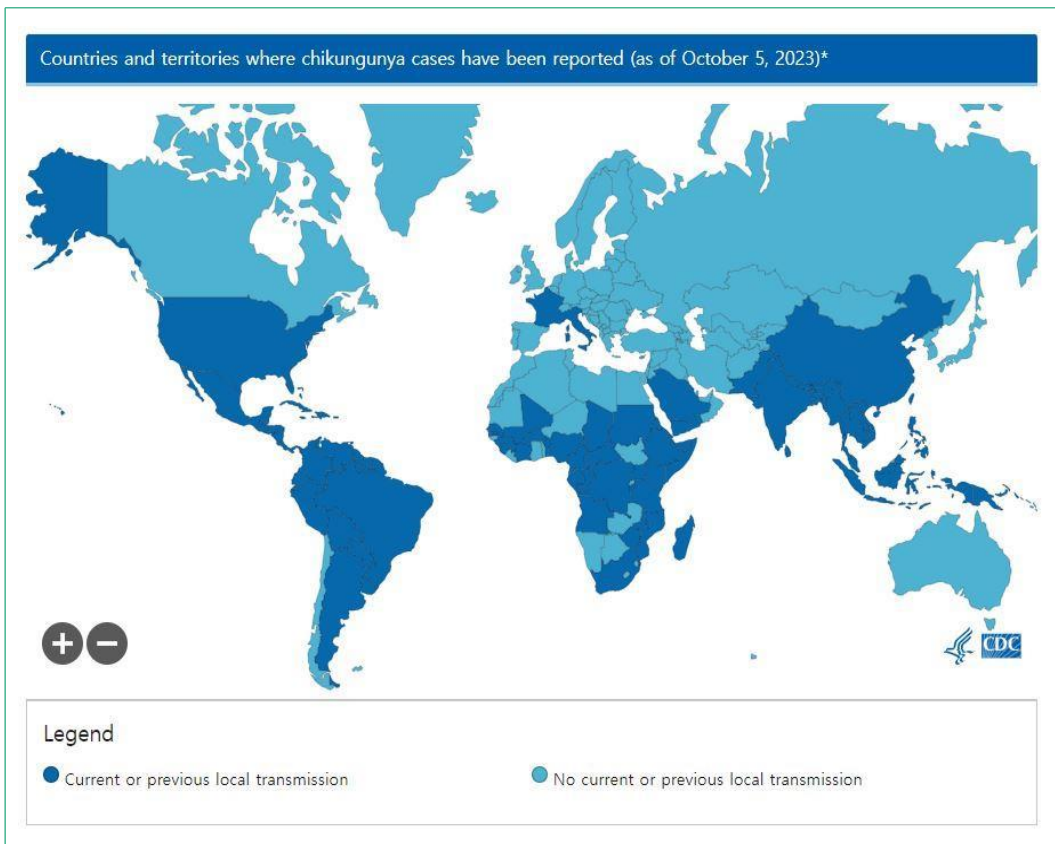 Countries and territories where chikungunya cases have been reported (as of October 5, 2023)*
CDC
Legend
Current or previous local transmission
No current or previous local transmission